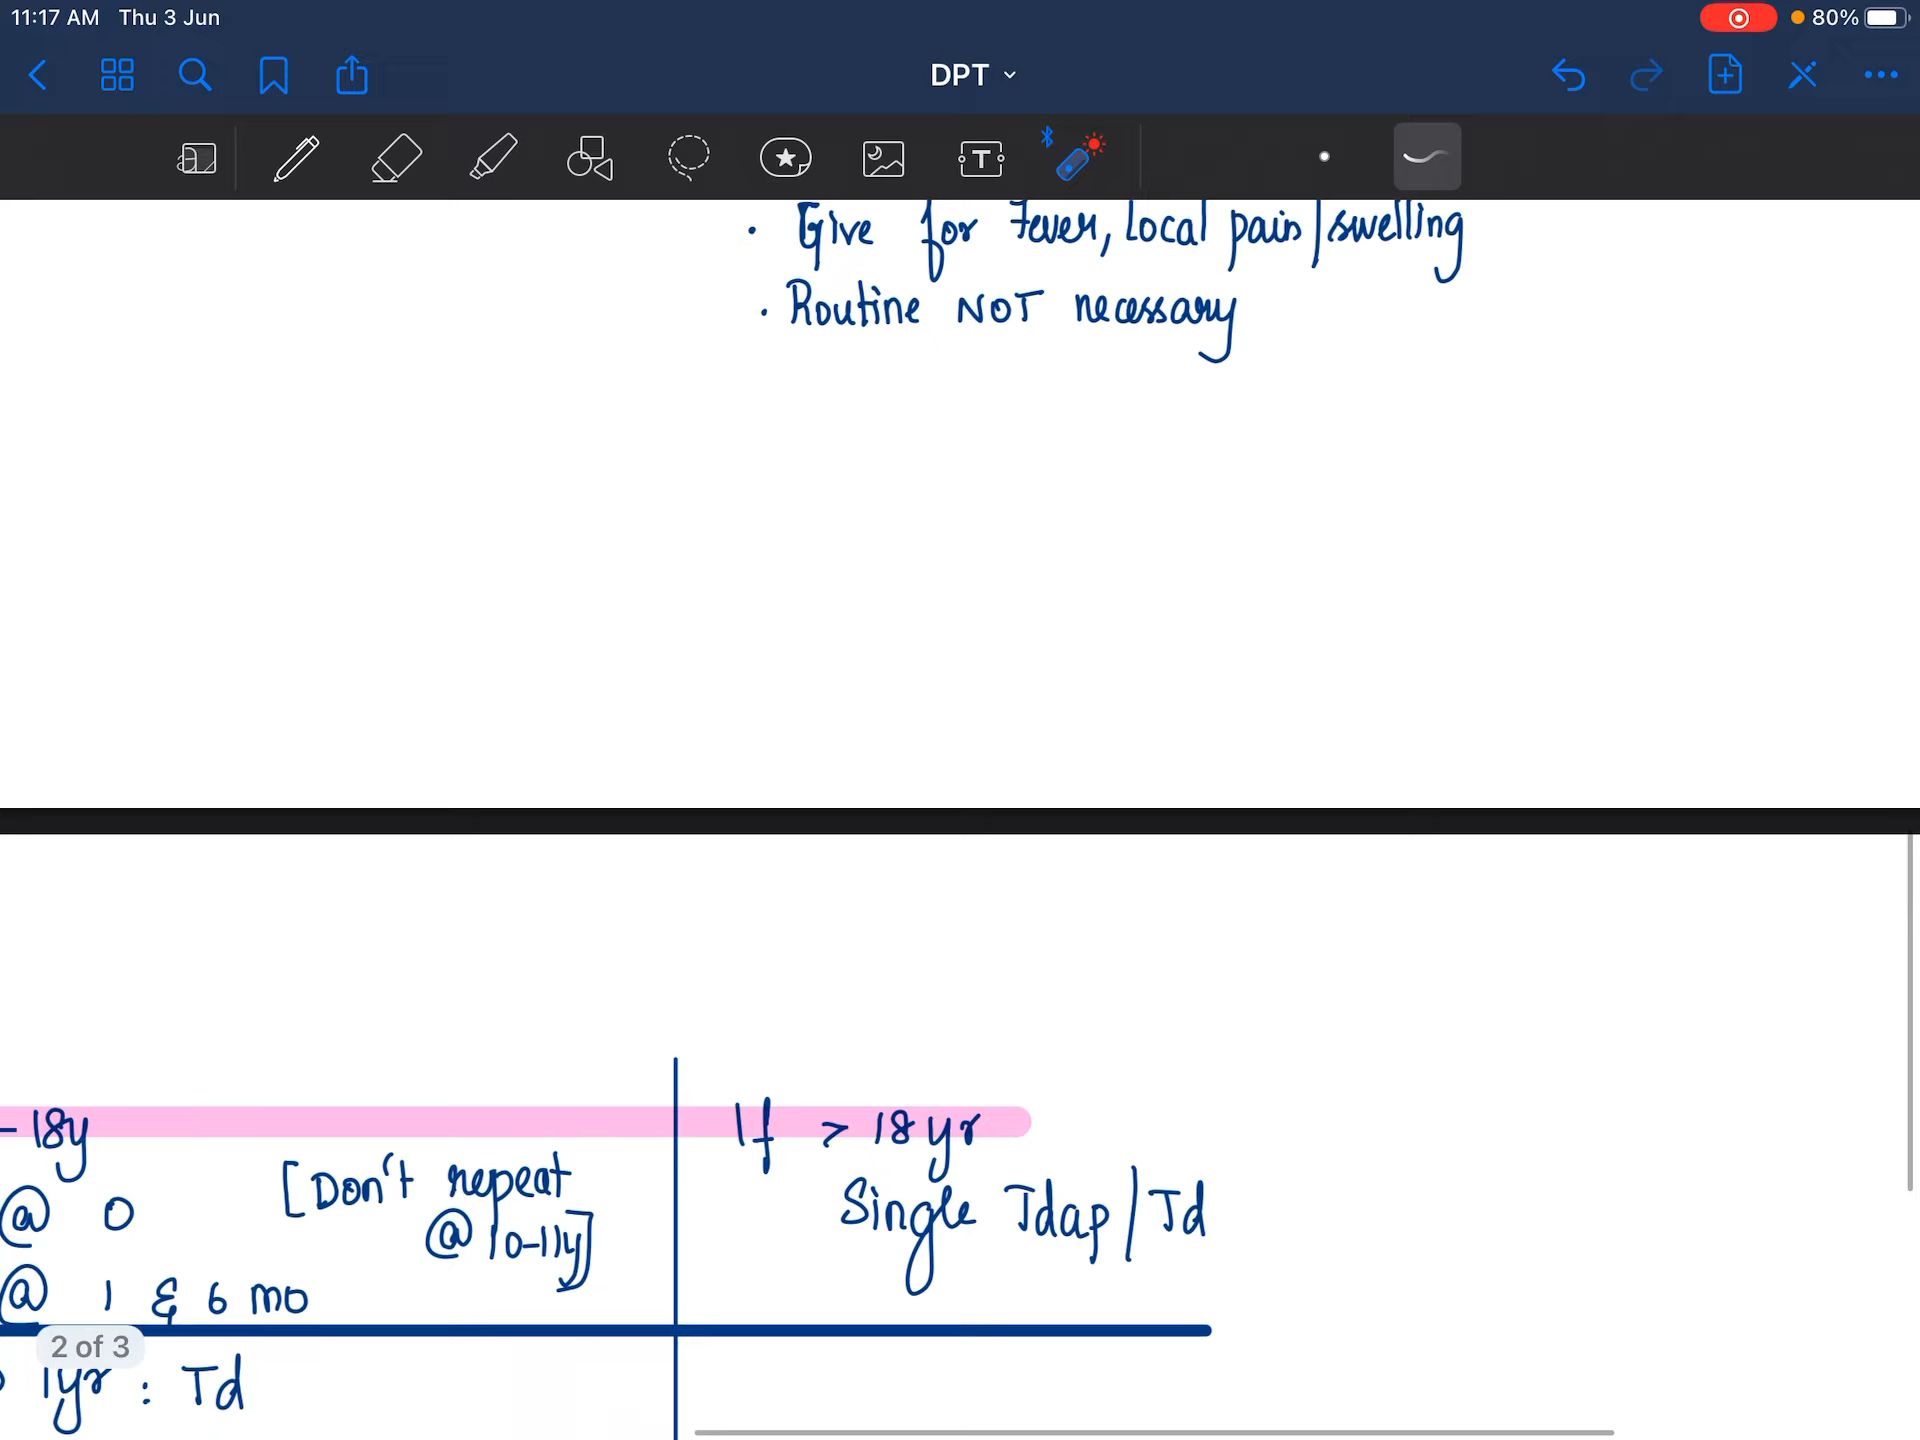 11:17 AM Thu 3 Jun
80%
DPT
T
· Give for Fever, Local pain/swelling
· Routine NOT necessary
- 18y
If > 18 yr
[Don't repeat
@ 10-11y]
@ 0
Single Tdap/Td
@ 1 & 6 mo
2 of 3
1yr : Td